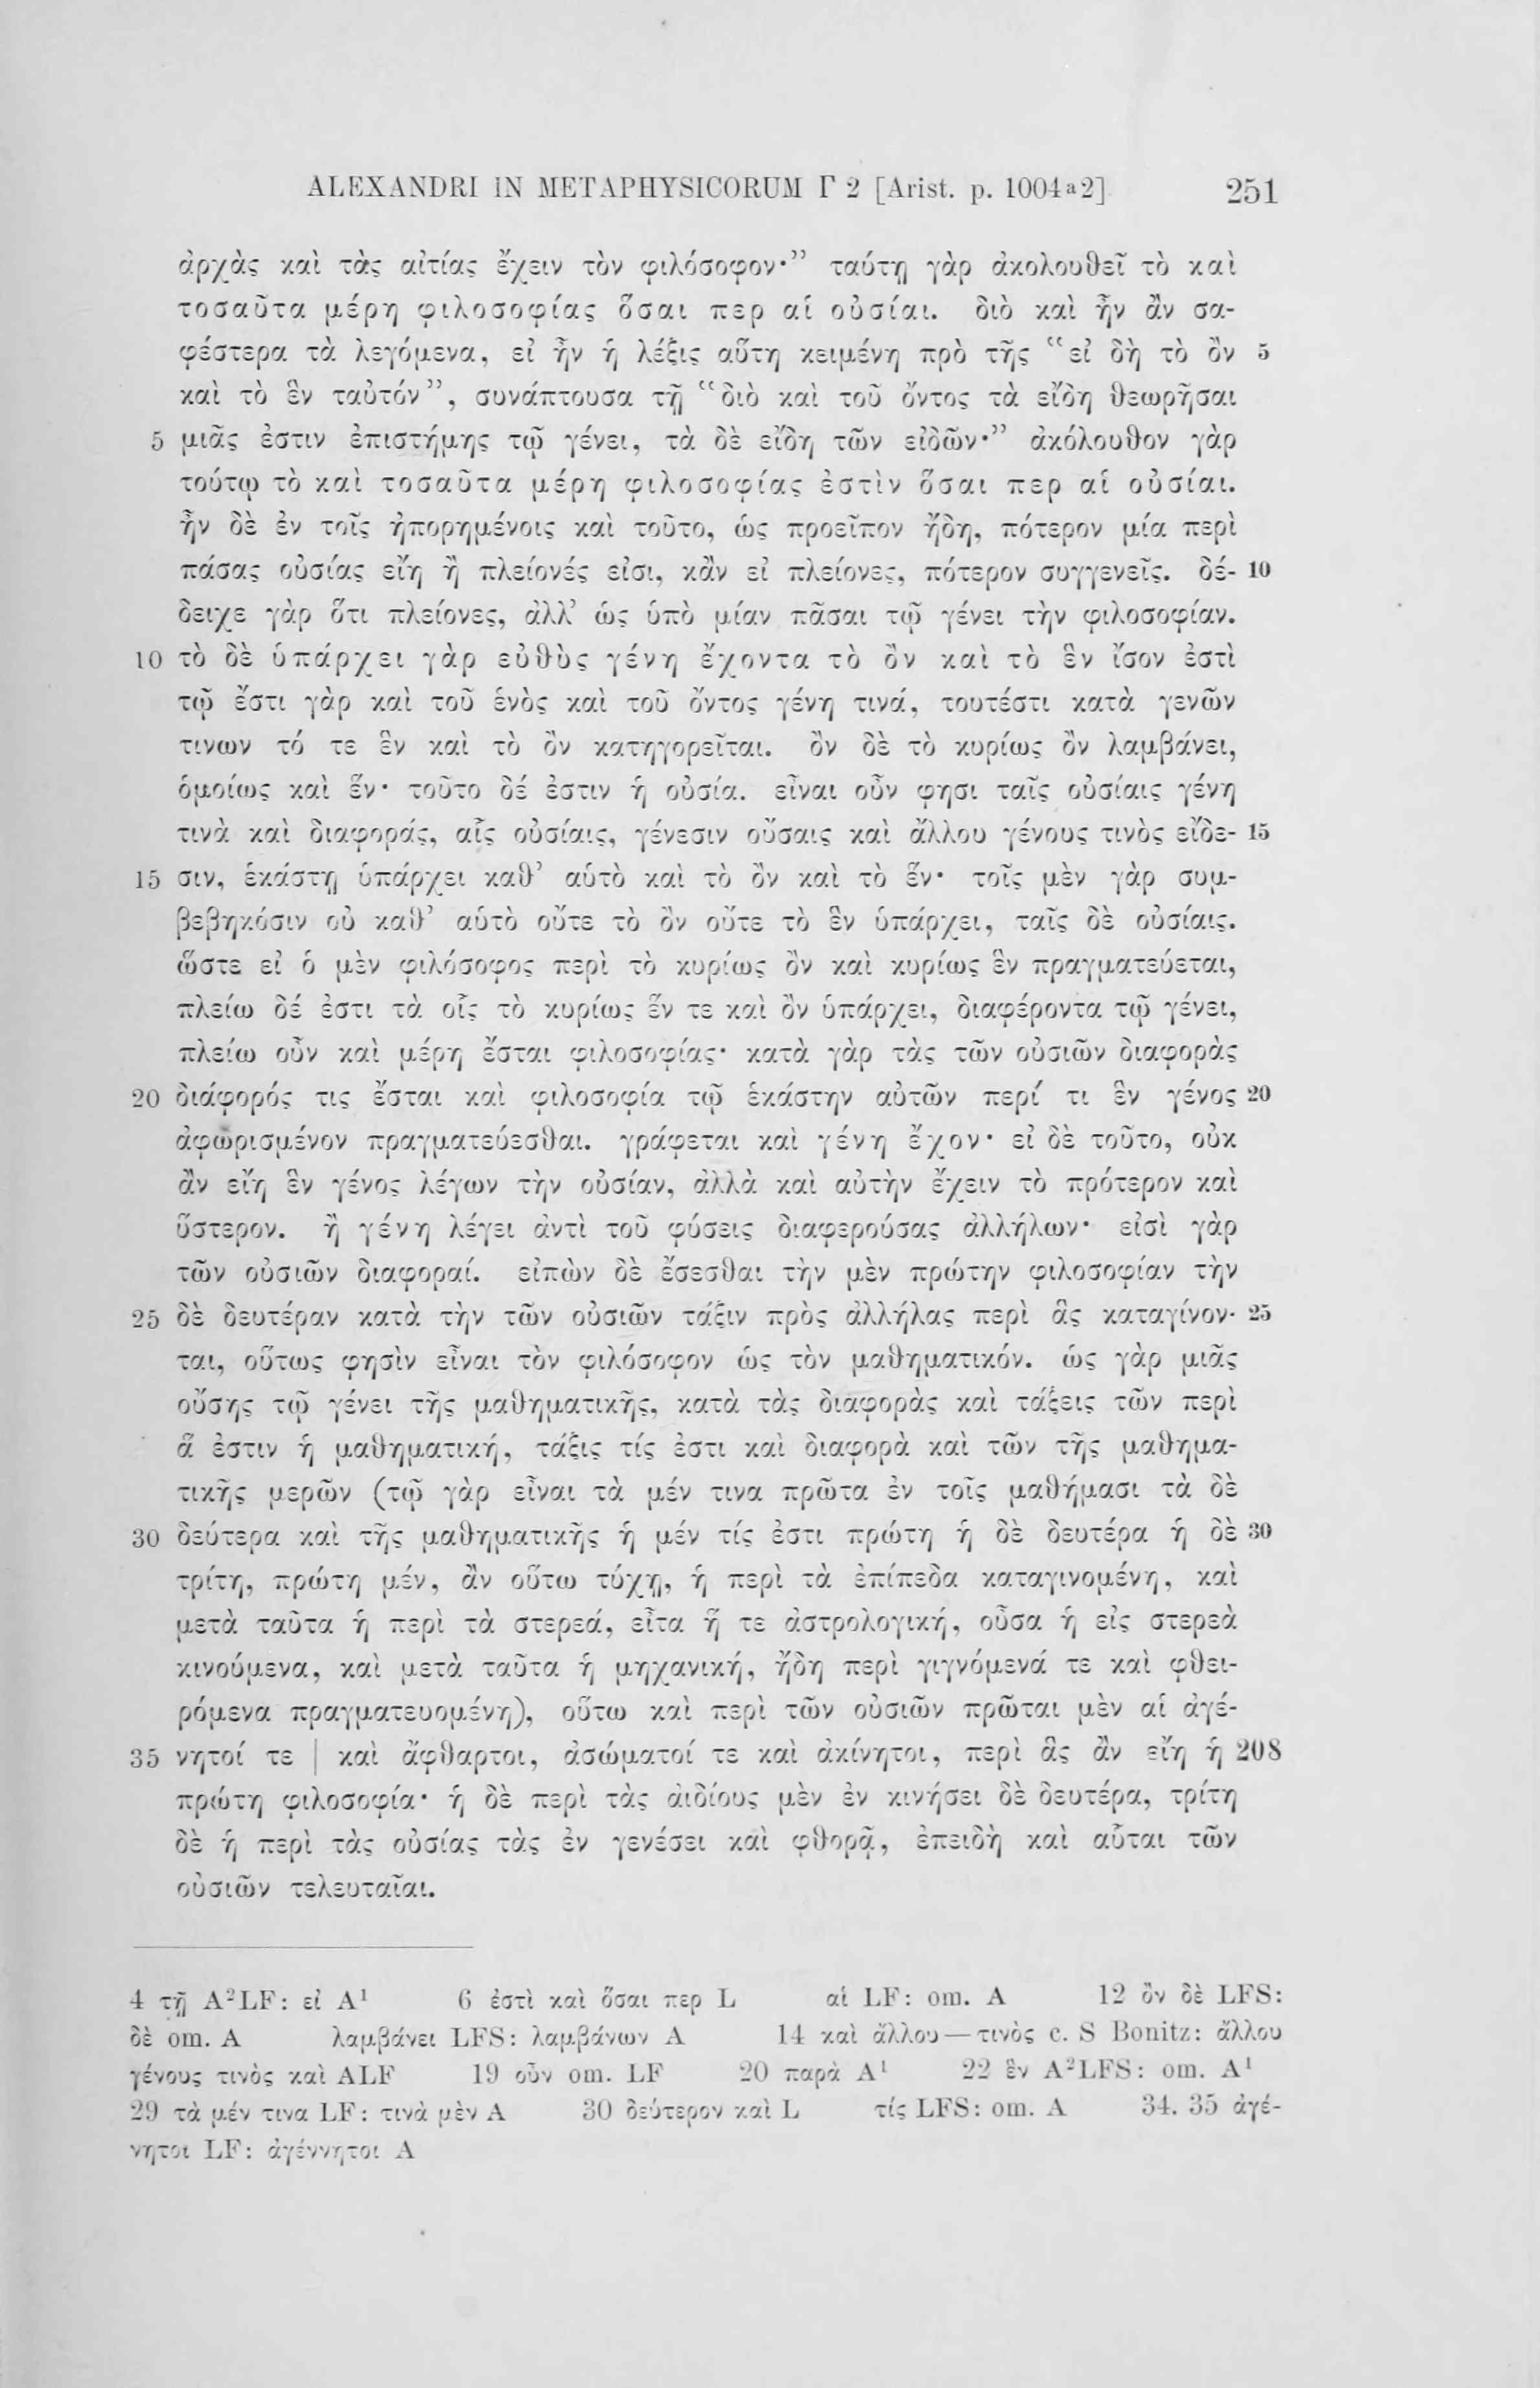 ALEXANDRI IN METAPHYSICORUM Γ 2 [Arist. p. 1004ᵃ2] 251
ἀρχὰς καὶ τὰς αἰτίας ἔχειν τὸν φιλόσοφον·” ταύτῃ γὰρ ἀκολουθεῖ τὸ καὶ
τοσαῦτα μέρη φιλοσοφίας ὅσαι περ αἱ οὐσίαι. διὸ καὶ ἦν ἂν σα-
φέστερα τὰ λεγόμενα, εἰ ἦν ἡ λέξις αὕτη κειμένη πρὸ τῆς “εἰ δὴ τὸ ὂν 5
καὶ τὸ ἓν ταὐτόν”, συνάπτουσα τῇ “διὸ καὶ τοῦ ὄντος τὰ εἴδη θεωρῆσαι
5 μιᾶς ἐστιν ἐπιστήμης τῷ γένει, τὰ δὲ εἴδη τῶν εἰδῶν·” ἀκόλουθον γὰρ
τούτῳ τὸ καὶ τοσαῦτα μέρη φιλοσοφίας ἐστὶν ὅσαι περ αἱ οὐσίαι.
ἦν δὲ ἐν τοῖς ἠπορημένοις καὶ τοῦτο, ὡς προεῖπον ἤδη, πότερον μία περὶ
πάσας οὐσίας εἴη ἢ πλείονές εἰσι, κἂν εἰ πλείονες, πότερον συγγενεῖς. δέ- 10
δειχε γὰρ ὅτι πλείονες, ἀλλ’ ὡς ὑπὸ μίαν πᾶσαι τῷ γένει τὴν φιλοσοφίαν.
10 τὸ δὲ ὑπάρχει γὰρ εὐθὺς γένη ἔχοντα τὸ ὂν καὶ τὸ ἓν ἴσον ἐστὶ
τῷ ἔστι γὰρ καὶ τοῦ ἑνὸς καὶ τοῦ ὄντος γένη τινά, τουτέστι κατὰ γενῶν
τινων τό τε ἓν καὶ τὸ ὂν κατηγορεῖται. ὂν δὲ τὸ κυρίως ὂν λαμβάνει,
ὁμοίως καὶ ἕν· τοῦτο δέ ἐστιν ἡ οὐσία. εἶναι οὖν φησι ταῖς οὐσίαις γένη
τινὰ καὶ διαφοράς, αἷς οὐσίαις, γένεσιν οὔσαις καὶ ἄλλου γένους τινὸς εἴδε- 15
15 σιν, ἑκάστῃ ὑπάρχει καθ’ αὑτὸ καὶ τὸ ὂν καὶ τὸ ἕν· τοῖς μὲν γὰρ συμ-
βεβηκόσιν οὐ καθ’ αὑτὸ οὔτε τὸ ὂν οὔτε τὸ ἓν ὑπάρχει, ταῖς δὲ οὐσίαις.
ὥστε εἰ ὁ μὲν φιλόσοφος περὶ τὸ κυρίως ὂν καὶ κυρίως ἓν πραγματεύεται,
πλείω δέ ἐστι τὰ οἷς τὸ κυρίως ἕν τε καὶ ὂν ὑπάρχει, διαφέροντα τῷ γένει,
πλείω οὖν καὶ μέρη ἔσται φιλοσοφίας· κατὰ γὰρ τὰς τῶν οὐσιῶν διαφορὰς
20 διάφορός τις ἔσται καὶ φιλοσοφία τῷ ἑκάστην αὐτῶν περί τι ἓν γένος 20
ἀφωρισμένον πραγματεύεσθαι. γράφεται καὶ γένη ἔχον· εἰ δὲ τοῦτο, οὐκ
ἂν εἴη ἓν γένος λέγων τὴν οὐσίαν, ἀλλὰ καὶ αὐτὴν ἔχειν τὸ πρότερον καὶ
ὕστερον. ἢ γένη λέγει ἀντὶ τοῦ φύσεις διαφερούσας ἀλλήλων· εἰσὶ γὰρ
τῶν οὐσιῶν διαφοραί. εἰπὼν δὲ ἔσεσθαι τὴν μὲν πρώτην φιλοσοφίαν τὴν
25 δὲ δευτέραν κατὰ τὴν τῶν οὐσιῶν τάξιν πρὸς ἀλλήλας περὶ ἃς καταγίνον- 25
ται, οὕτως φησὶν εἶναι τὸν φιλόσοφον ὡς τὸν μαθηματικόν. ὡς γὰρ μιᾶς
οὔσης τῷ γένει τῆς μαθηματικῆς, κατὰ τὰς διαφορὰς καὶ τάξεις τῶν περὶ
ἅ ἐστιν ἡ μαθηματική, τάξις τίς ἐστι καὶ διαφορὰ καὶ τῶν τῆς μαθημα-
τικῆς μερῶν (τῷ γὰρ εἶναι τὰ μέν τινα πρῶτα ἐν τοῖς μαθήμασι τὰ δὲ
30 δεύτερα καὶ τῆς μαθηματικῆς ἡ μέν τίς ἐστι πρώτη ἡ δὲ δευτέρα ἡ δὲ 30
τρίτη, πρώτη μέν, ἂν οὕτω τύχῃ, ἡ περὶ τὰ ἐπίπεδα καταγινομένη, καὶ
μετὰ ταῦτα ἡ περὶ τὰ στερεά, εἶτα ἥ τε ἀστρολογική, οὖσα ἡ εἰς στερεὰ
κινούμενα, καὶ μετὰ ταῦτα ἡ μηχανική, ἤδη περὶ γιγνόμενά τε καὶ φθει-
ρόμενα πραγματευομένη), οὕτω καὶ περὶ τῶν οὐσιῶν πρῶται μὲν αἱ ἀγέ-
35 νητοί τε | καὶ ἄφθαρτοι, ἀσώματοί τε καὶ ἀκίνητοι, περὶ ἃς ἂν εἴη ἡ 208
πρώτη φιλοσοφία· ἡ δὲ περὶ τὰς ἀιδίους μὲν ἐν κινήσει δὲ δευτέρα, τρίτη
δὲ ἡ περὶ τὰς οὐσίας τὰς ἐν γενέσει καὶ φθορᾷ, ἐπειδὴ καὶ αὗται τῶν
οὐσιῶν τελευταῖαι.
4 τῇ A²LF: εἰ A¹ 6 ἐστὶ καὶ ὅσαι περ L αἱ LF: om. A 12 ὂν δὲ LFS:
δὲ om. A λαμβάνει LFS: λαμβάνων A 14 καὶ ἄλλου — τινὸς c. S Bonitz: ἄλλου
γένους τινὸς καὶ ALF 19 οὖν om. LF 20 παρὰ A¹ 22 ἓν A²LFS: om. A¹
29 τὰ μέν τινα LF: τινὰ μὲν A 30 δεύτερον καὶ L τίς LFS: om. A 34. 35 ἀγέ-
νητοι LF: ἀγέννητοι A